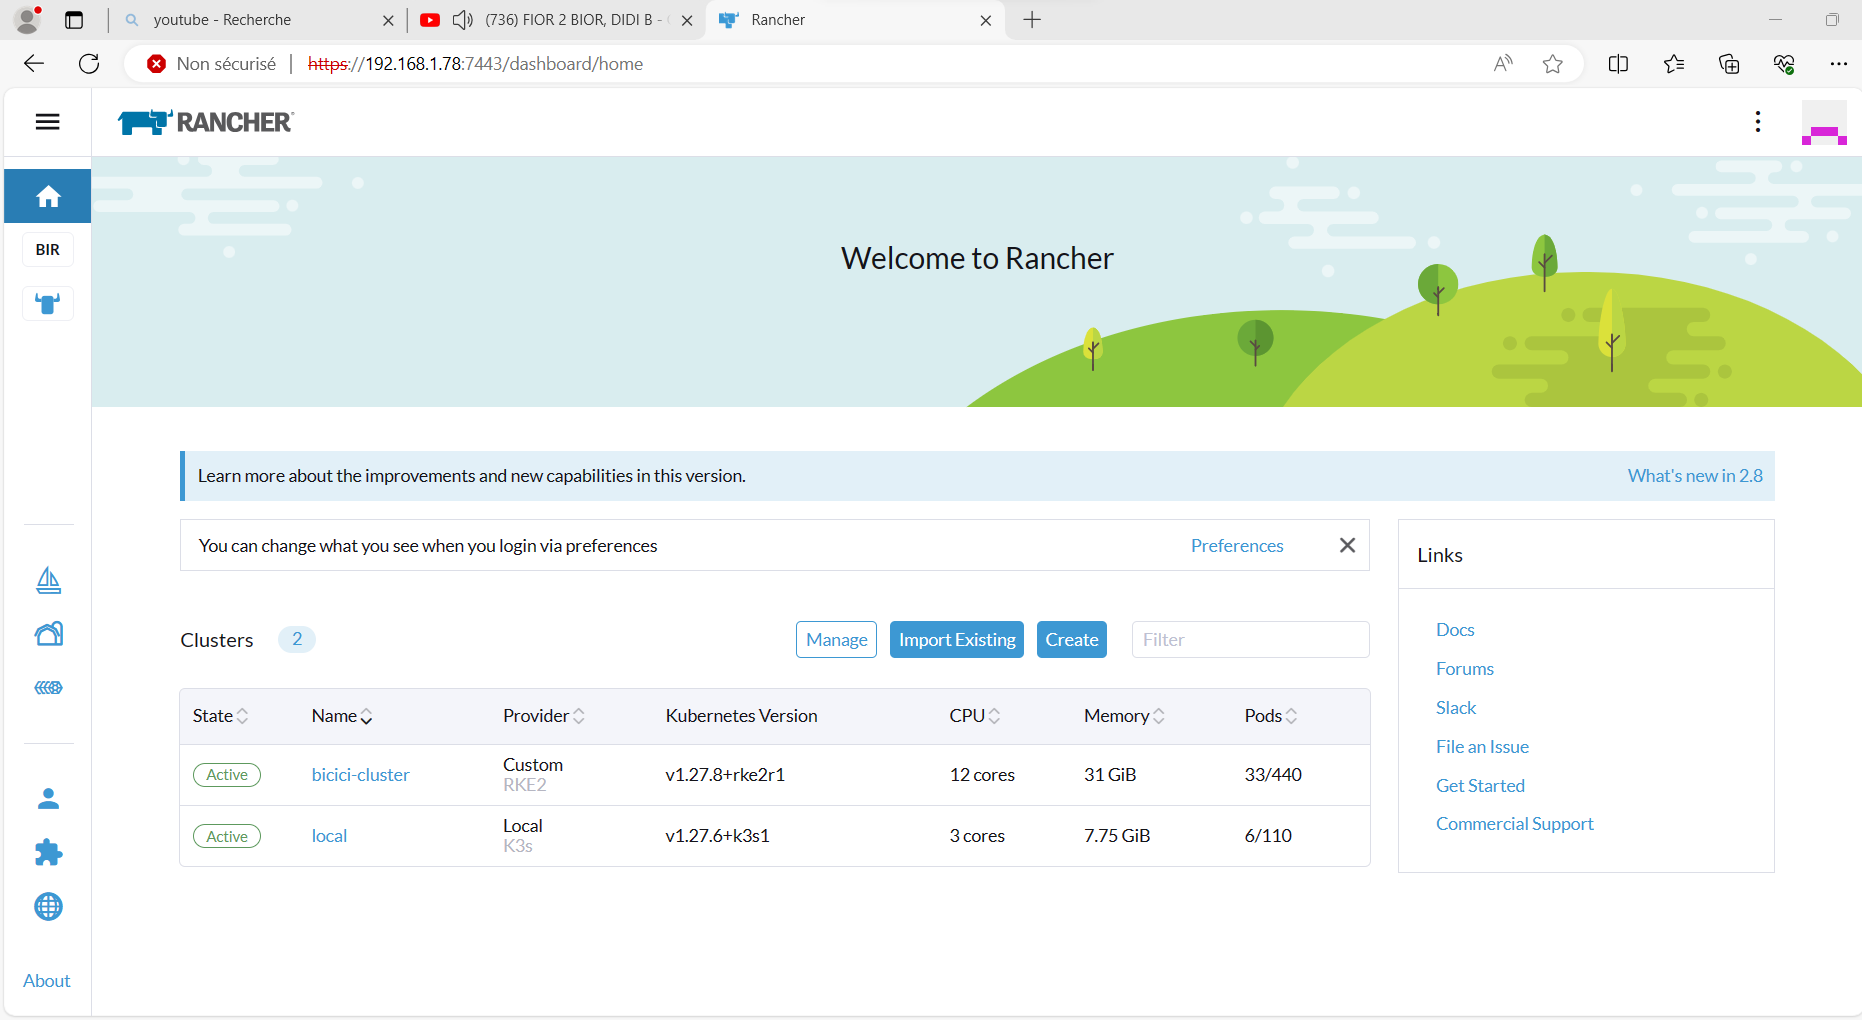 youtube - Recherche
(736) FIOR 2 BIOR, DIDI B -
Rancher
Non sécurisé
https://192.168.1.78:7443/dashboard/home
RANCHER
BIR
Welcome to Rancher
Learn more about the improvements and new capabilities in this version.
What's new in 2.8
You can change what you see when you login via preferences
Preferences
Clusters 2
Manage
Import Existing
Create
Filter
State Name Provider Kubernetes Version CPU Memory Pods
Active bicici-cluster Custom v1.27.8+rke2r1 12 cores 31 GiB 33/440
RKE2
Active local Local v1.27.6+k3s1 3 cores 7.75 GiB 6/110
K3s
Links
Docs
Forums
Slack
File an Issue
Get Started
Commercial Support
About